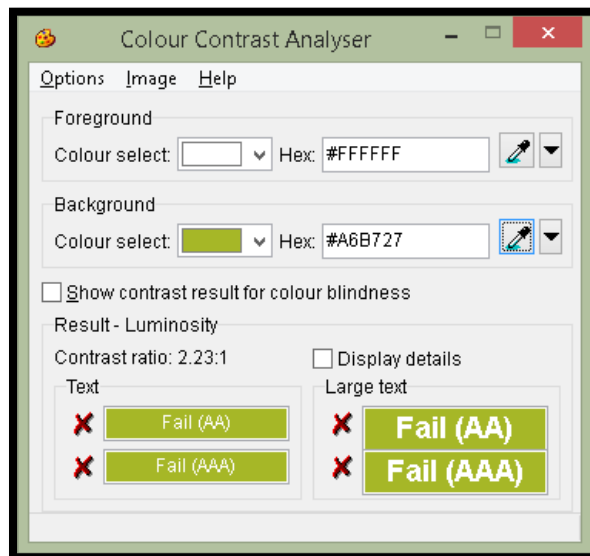 Colour Contrast Analyser
Options Image Help
Foreground
Colour select: Hex: #FFFFFF
Background
Colour select: Hex: #A6B727
Show contrast result for colour blindness
Result - Luminosity
Contrast ratio: 2.23:1 Display details
Text Large text
Fail (AA) Fail (AA)
Fail (AAA) Fail (AAA)